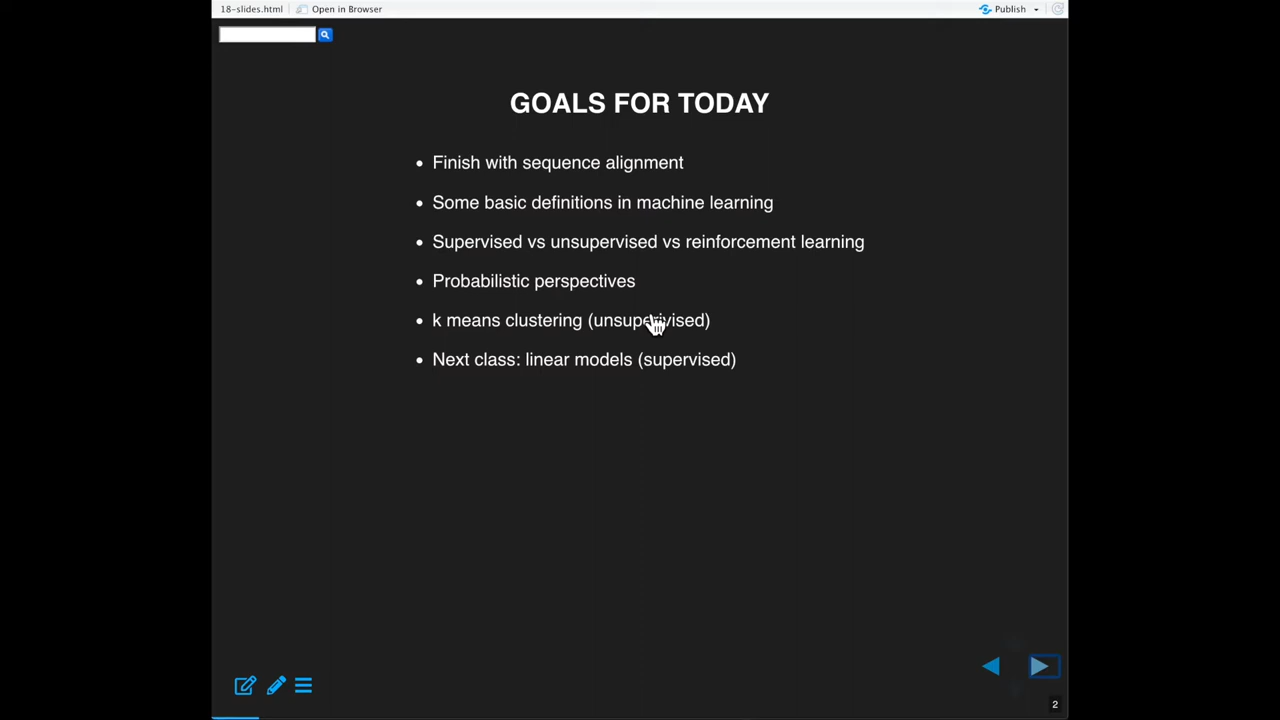 18-slides.html
Open in Browser
Publish
GOALS FOR TODAY
Finish with sequence alignment
Some basic definitions in machine learning
Supervised vs unsupervised vs reinforcement learning
Probabilistic perspectives
k means clustering (unsupervised)
Next class: linear models (supervised)
2